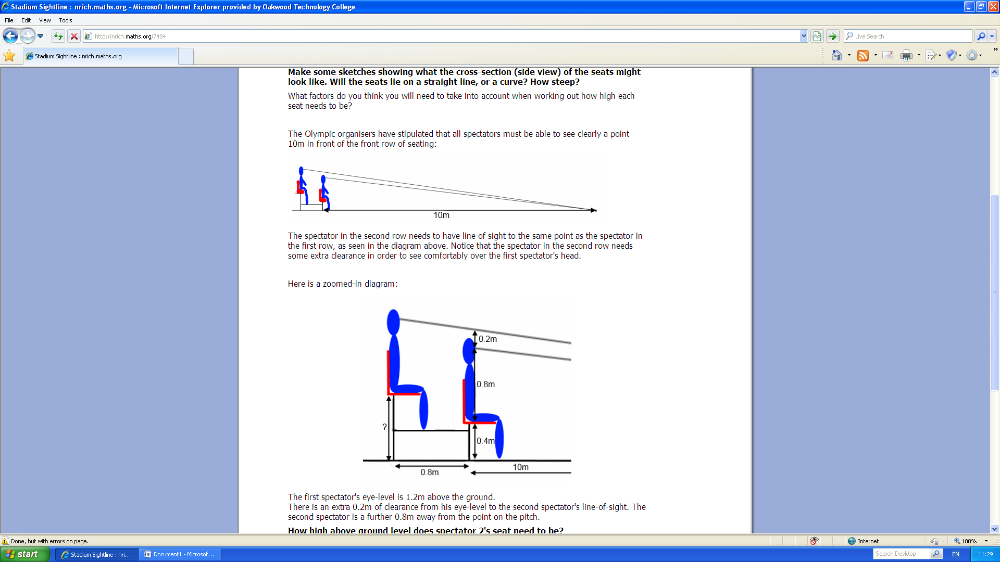 Stadium Sightline : nrich.maths.org - Microsoft Internet Explorer provided by Oakwood Technology College
File Edit View Tools
http://nrich.maths.org/7484
Live Search
Stadium Sightline : nrich.maths.org
Make some sketches showing what the cross-section (side view) of the seats might
look like. Will the seats lie on a straight line, or a curve? How steep?
What factors do you think you will need to take into account when working out how high each
seat needs to be?
The Olympic organisers have stipulated that all spectators must be able to see clearly a point
10m in front of the front row of seating:
10m
The spectator in the second row needs to have line of sight to the same point as the spectator in
the first row, as seen in the diagram above. Notice that the spectator in the second row needs
some extra clearance in order to see comfortably over the first spectator's head.
Here is a zoomed-in diagram:
0.2m
0.8m
?
0.4m
0.8m
10m
The first spectator's eye-level is 1.2m above the ground.
There is an extra 0.2m of clearance from his eye-level to the second spectator's line-of-sight. The
second spectator is a further 0.8m away from the point on the pitch.
How high above ground level does spectator 2's seat need to be?
Done, but with errors on page.
Internet
100%
start
Stadium Sightline : nri...
Document1 - Microsof...
Search Desktop
EN
11:29